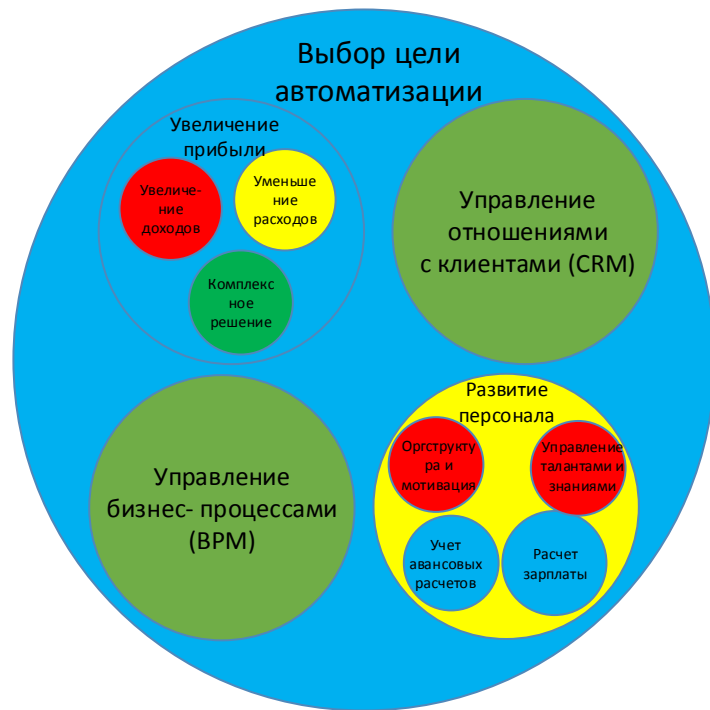 Выбор цели
автоматизации
Увеличение
прибыли
Увеличе-
ние
доходов
Уменьше
ние
расходов
Комплекс
ное
решение
Управление
отношениями
с клиентами (CRM)
Управление
бизнес- процессами
(BPM)
Развитие
персонала
Оргструкту
ра и
мотивация
Управление
талантами и
знаниями
Учет
авансовых
расчетов
Расчет
зарплаты